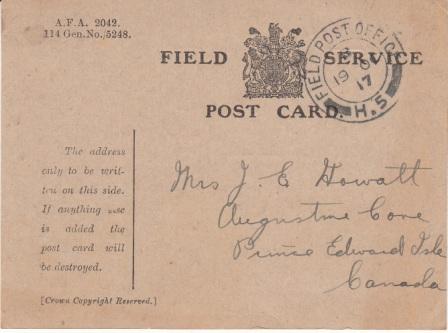 A.F.A. 2042.
114 Gen.No./5248.
FIELD SERVICE
POST CARD.
FIELD POST OFFICE
19
17
H.5
The address
only to be writ-
ten on this side.
If anything else
is added the
post card will
be destroyed.
[Crown Copyright Reserved.]
Mrs J. E Howatt
Augustine Cove
Prince Edward Isle
Canada